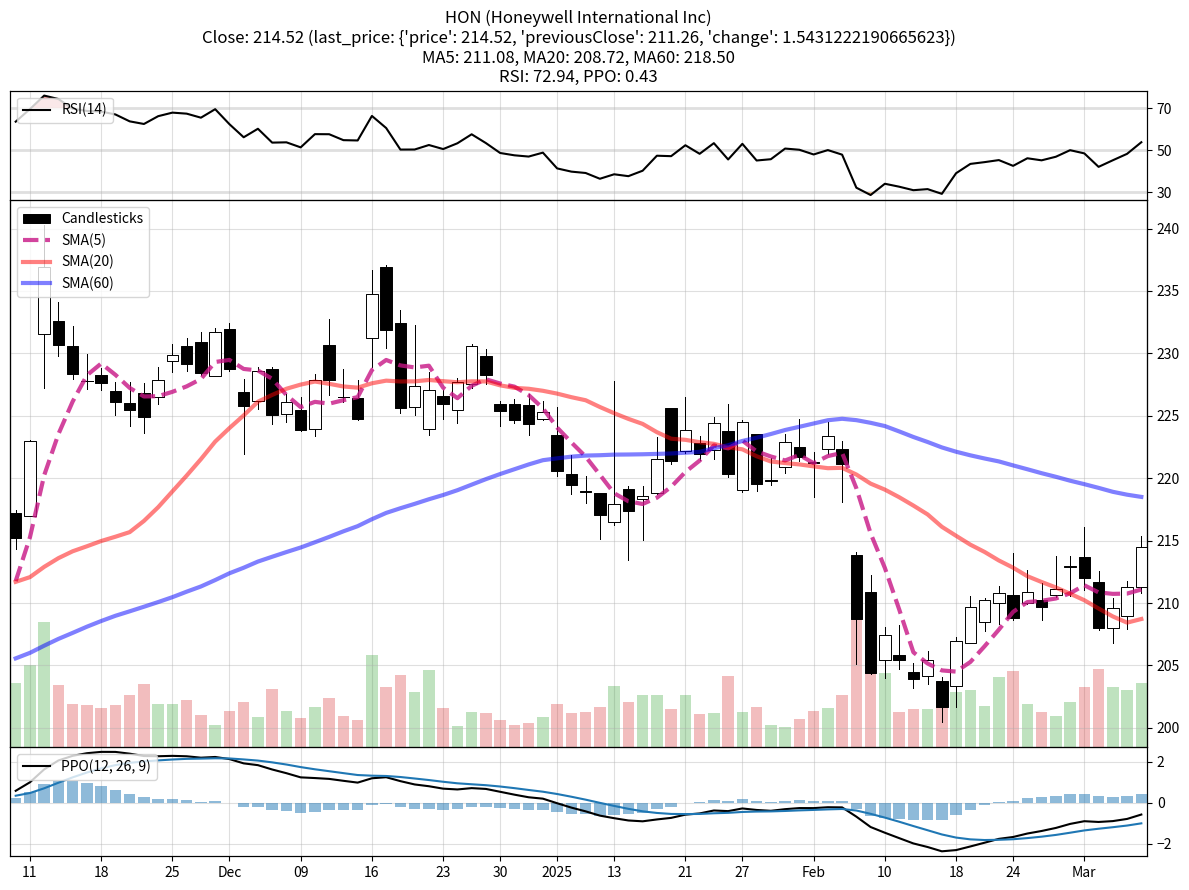 HON (Honeywell International Inc)
Close: 214.52 (last_price: {'price': 214.52, 'previousClose': 211.26, 'change': 1.5431222190665623})
MA5: 211.08, MA20: 208.72, MA60: 218.50
RSI: 72.94, PPO: 0.43
RSI(14)
70
50
30
Candlesticks
SMA(5)
SMA(20)
SMA(60)
240
235
230
225
220
215
210
205
200
PPO(12, 26, 9)
2
0
−2
11 18 25 Dec 09 16 23 30 2025 13 21 27 Feb 10 18 24 Mar